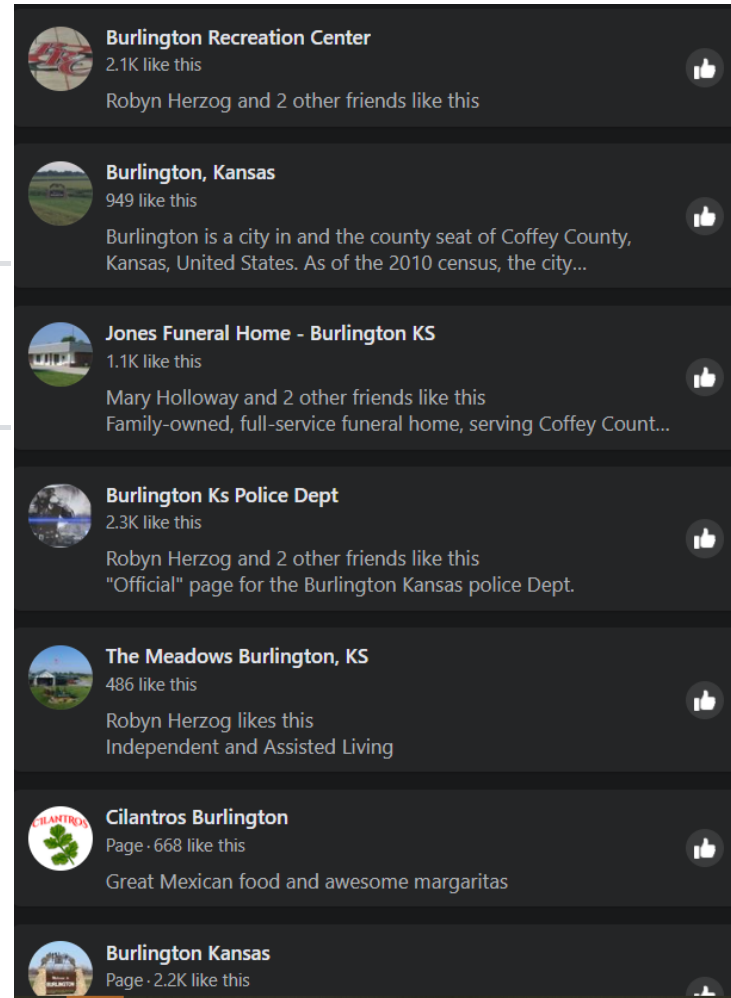 Burlington Recreation Center
2.1K like this
Robyn Herzog and 2 other friends like this
Burlington, Kansas
949 like this
Burlington is a city in and the county seat of Coffey County,
Kansas, United States. As of the 2010 census, the city...
Jones Funeral Home - Burlington KS
1.1K like this
Mary Holloway and 2 other friends like this
Family-owned, full-service funeral home, serving Coffey Count...
Burlington Ks Police Dept
2.3K like this
Robyn Herzog and 2 other friends like this
"Official" page for the Burlington Kansas police Dept.
The Meadows Burlington, KS
486 like this
Robyn Herzog likes this
Independent and Assisted Living
CILANTROS
Cilantros Burlington
Page · 668 like this
Great Mexican food and awesome margaritas
Burlington Kansas
Page · 2.2K like this
BURLINGTON